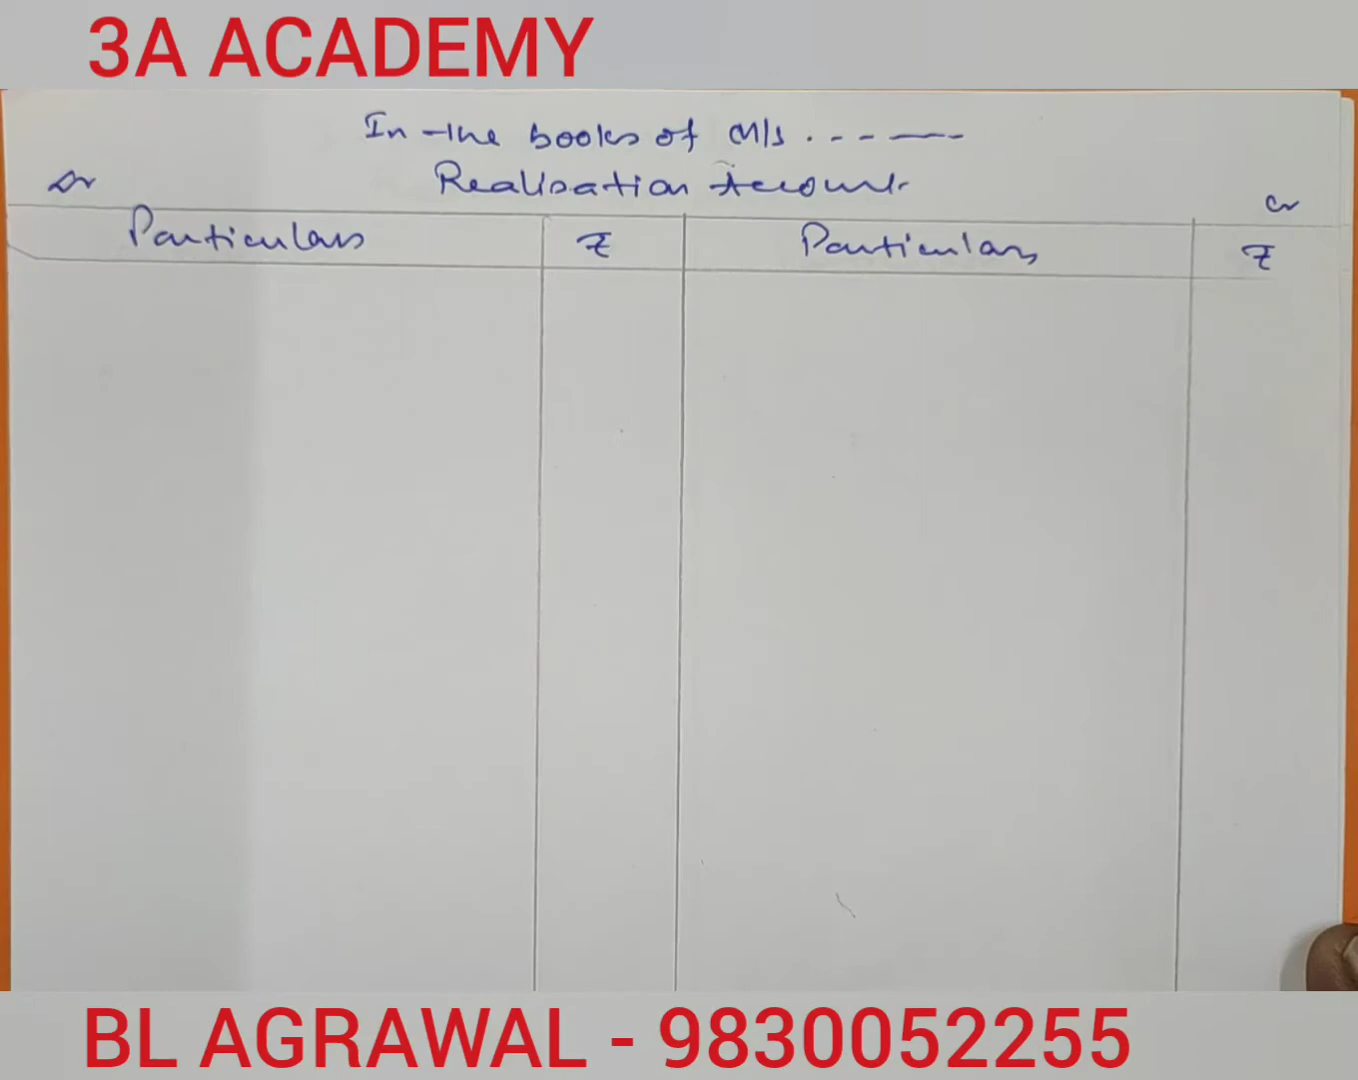 3A ACADEMY
In the books of M/s . - - ——
Realisation Account
Dr
Cr
Particulars ₹ Particulars ₹
BL AGRAWAL - 9830052255